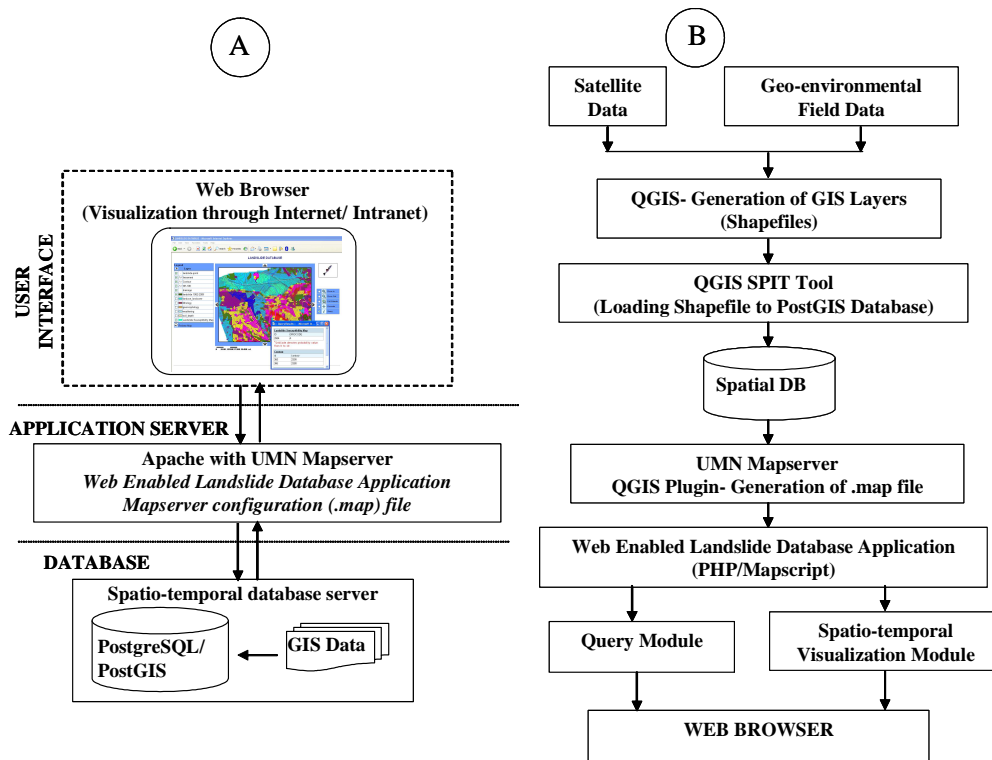 A
Web Browser
(Visualization through Internet/ Intranet)
LANDSLIDE DATABASE
USER
INTERFACE
APPLICATION SERVER
Apache with UMN Mapserver
Web Enabled Landslide Database Application
Mapserver configuration (.map) file
DATABASE
Spatio-temporal database server
PostgreSQL/
PostGIS
GIS Data
B
Satellite
Data
Geo-environmental
Field Data
QGIS- Generation of GIS Layers
(Shapefiles)
QGIS SPIT Tool
(Loading Shapefile to PostGIS Database)
Spatial DB
UMN Mapserver
QGIS Plugin- Generation of .map file
Web Enabled Landslide Database Application
(PHP/Mapscript)
Query Module
Spatio-temporal
Visualization Module
WEB BROWSER